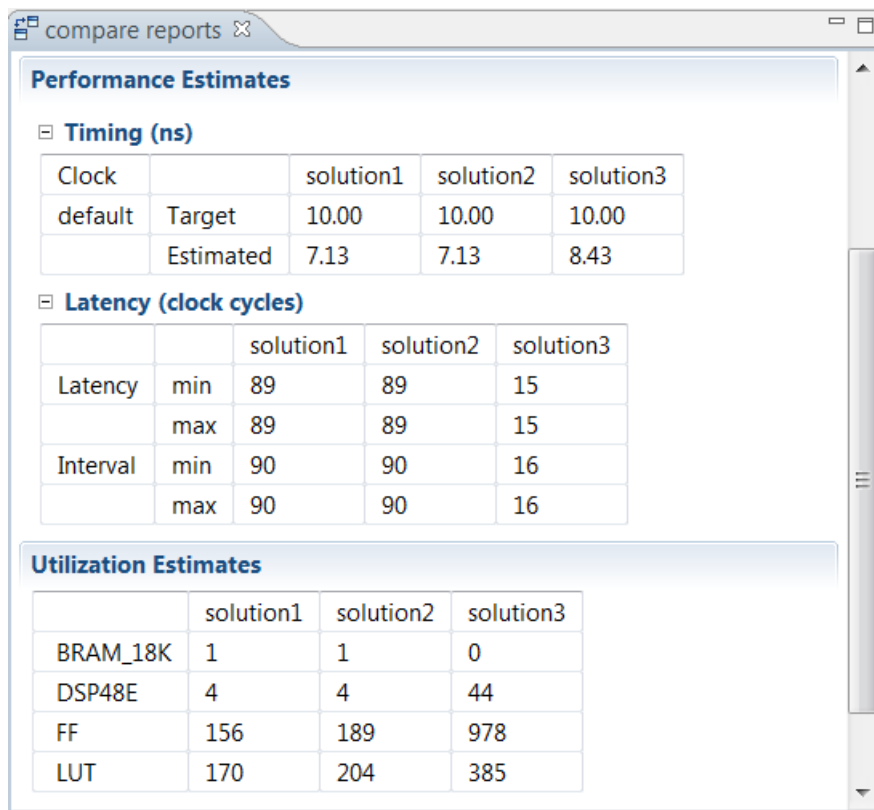 compare reports
Performance Estimates
Timing (ns)
Clock solution1 solution2 solution3
default Target 10.00 10.00 10.00
Estimated 7.13 7.13 8.43
Latency (clock cycles)
solution1 solution2 solution3
Latency min 89 89 15
max 89 89 15
Interval min 90 90 16
max 90 90 16
Utilization Estimates
solution1 solution2 solution3
BRAM_18K 1 1 0
DSP48E 4 4 44
FF 156 189 978
LUT 170 204 385